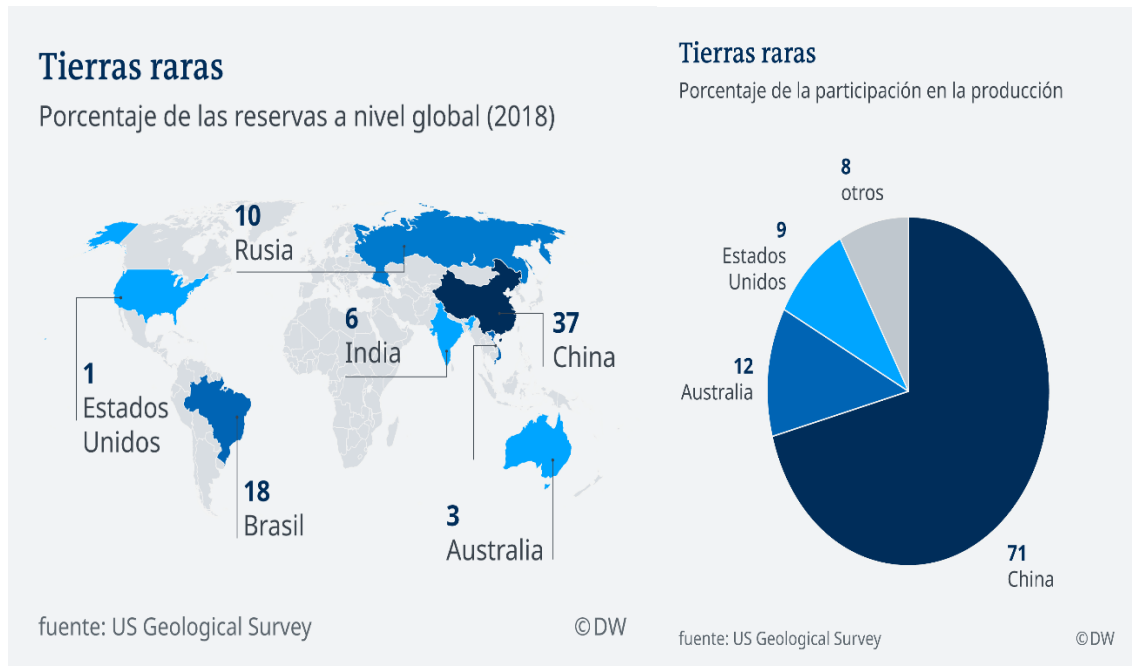 Tierras raras
Porcentaje de las reservas a nivel global (2018)
10
Rusia
6
India
37
China
1
Estados
Unidos
18
Brasil
3
Australia
fuente: US Geological Survey
©DW
Tierras raras
Porcentaje de la participación en la producción
8
otros
9
Estados
Unidos
12
Australia
71
China
fuente: US Geological Survey
©DW